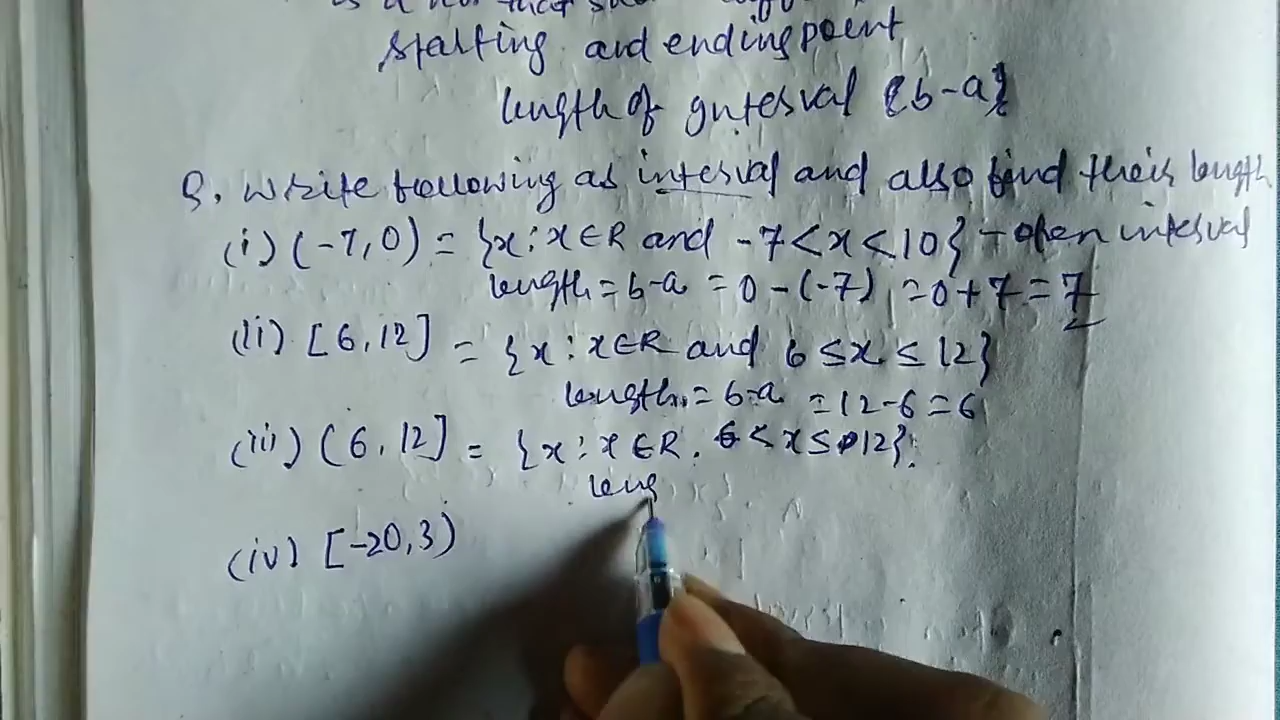 starting and ending point
length of interval {b-a}
Q. Write following as interval and also find their length
(i) (-7,0) = {x : x ∈ R and -7 < x < 10} - open interval
length = b-a = 0-(-7) = 0+7 = 7
(ii) [6,12] = {x : x ∈ R and 6 ≤ x ≤ 12}
length = b-a = 12-6 = 6
(iii) (6,12] = {x : x ∈ R. 6 < x ≤ 12}.
leng
(iv) [-20,3)